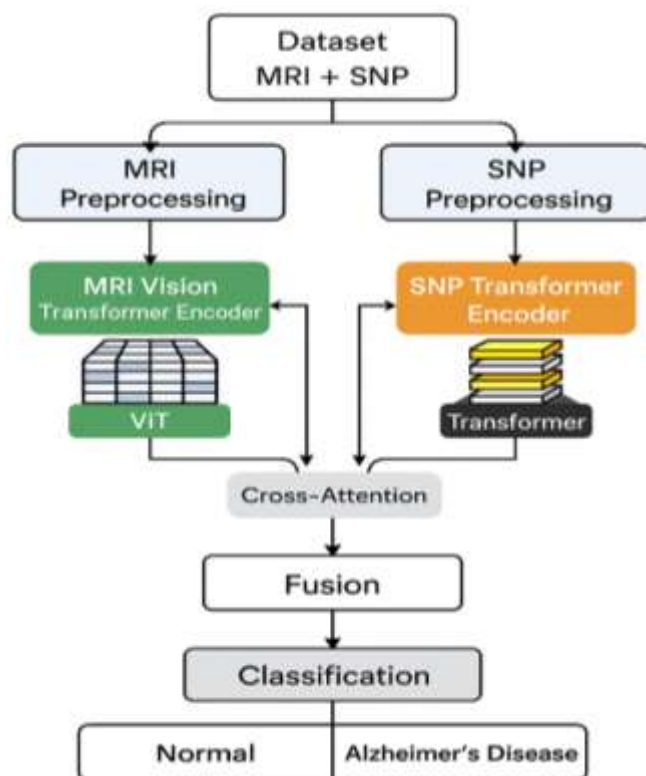 Dataset
MRI + SNP
MRI
Preprocessing
SNP
Preprocessing
MRI Vision
Transformer Encoder
SNP Transformer
Encoder
ViT
Transformer
Cross-Attention
Fusion
Classification
Normal
Alzheimer's Disease